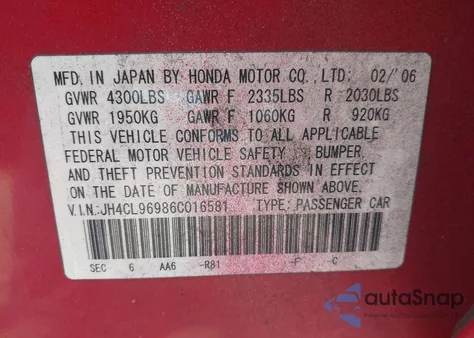 MFD. IN JAPAN BY HONDA MOTOR CO., LTD: 02/'06
GVWR 4300LBS GAWR F 2335LBS R 2030LBS
GVWR 1950KG GAWR F 1060KG R 920KG
THIS VEHICLE CONFORMS TO ALL APPLICABLE
FEDERAL MOTOR VEHICLE SAFETY, BUMPER,
AND THEFT PREVENTION STANDARDS IN EFFECT
ON THE DATE OF MANUFACTURE SHOWN ABOVE.
V.I.N:JH4CL96986C016581 TYPE: PASSENGER CAR
SEC 6 AA6 -R81 -F -C
autoSnap